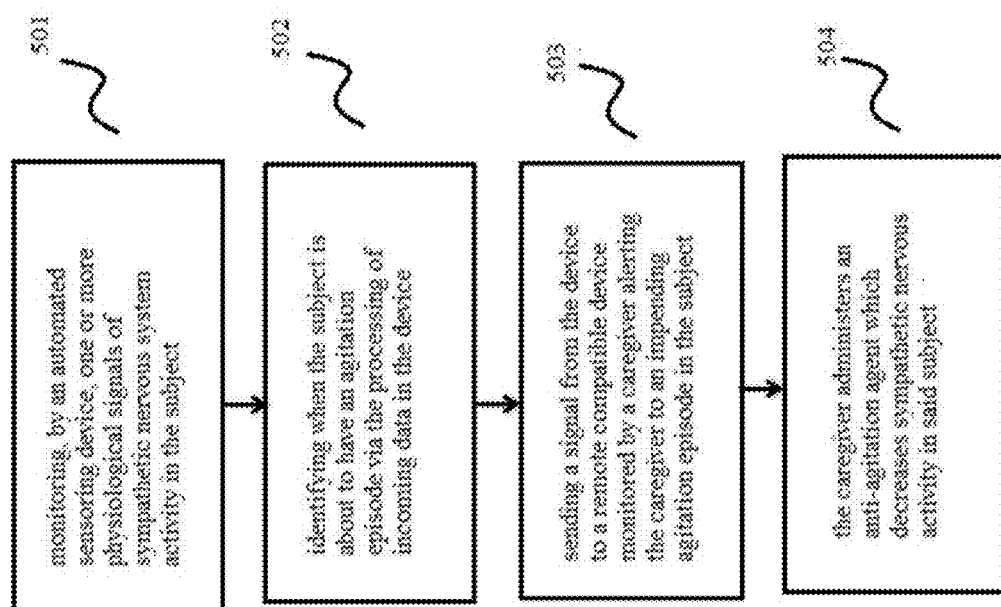 501
monitoring, by an automated
sensoring device, one or more
physiological signals of
sympathetic nervous system
activity in the subject
502
identifying when the subject is
about to have an agitation
episode via the processing of
incoming data in the device
503
sending a signal from the device
to a remote compatible device
monitored by a caregiver alerting
the caregiver to an impending
agitation episode in the subject
504
the caregiver administers an
anti-agitation agent which
decreases sympathetic nervous
activity in said subject